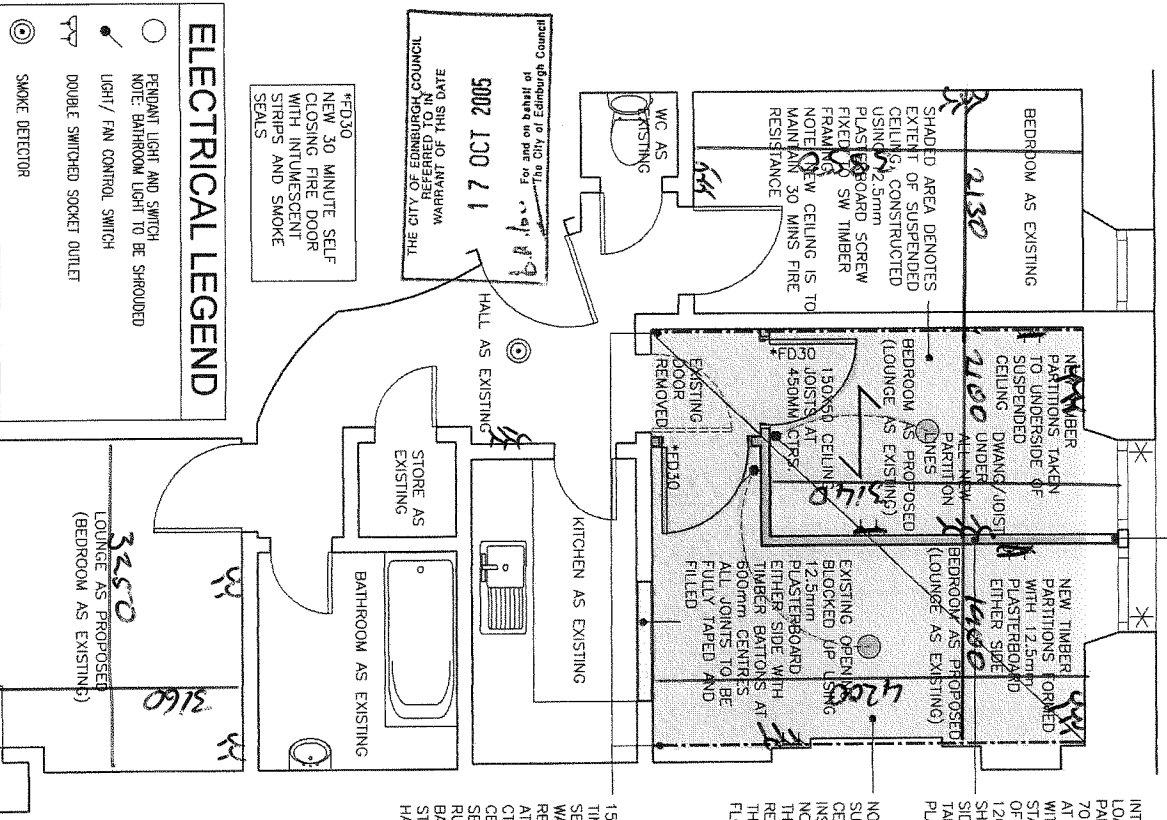 ELECTRICAL LEGEND
PENDANT LIGHT AND SWITCH
NOTE: BATHROOM LIGHT TO BE SHROUDED
LIGHT/ FAN CONTROL SWITCH
DOUBLE SWITCHED SOCKET OUTLET
SMOKE DETECTOR
*FD30
NEW 30 MINUTE SELF
CLOSING FIRE DOOR
WITH INTUMESCENT
STRIPS AND SMOKE
SEALS
THE CITY OF EDINBURGH COUNCIL
REFERRED TO IN
WARRANT OF THIS DATE
17 OCT 2005
For and on behalf of
The City of Edinburgh Council
WC AS
EXISTING
BEDROOM AS EXISTING
2130
SHADED AREA DENOTES
EXTENT OF SUSPENDED
CEILING CONSTRUCTED
USING 12.5mm
PLASTERBOARD SCREW
FIXED TO SW TIMBER
FRAMING
NOTE: NEW CEILING IS TO
MAINTAIN 30 MINS FIRE
RESISTANCE
HALL AS EXISTING
EXISTING
DOOR
REMOVED
*FD30
150X50 CEILING
JOISTS AT
450MM CTRS.
BEDROOM AS PROPOSED
(LOUNGE AS EXISTING)
NEW TIMBER
PARTITIONS TAKEN
TO UNDERSIDE OF
SUSPENDED
CEILING
2100
DWANG/JOIST
UNDER
ALL NEW
PARTITION
LINES
3140
*FD30
STORE AS
EXISTING
KITCHEN AS EXISTING
BATHROOM AS EXISTING
NEW TIMBER
PARTITIONS FORMED
WITH 12.5mm
PLASTERBOARD
EITHER SIDE
1900
BEDROOM AS PROPOSED
(LOUNGE AS EXISTING)
EXISTING OPENING
BLOCKED UP USING
12.5mm
PLASTERBOARD
EITHER SIDE WITH
TIMBER BATTONS AT
600mm CENTRES
ALL JOINTS TO BE
FULLY TAPED AND
FILLED
4200
LOUNGE AS PROPOSED
(BEDROOM AS EXISTING)
3250
3160